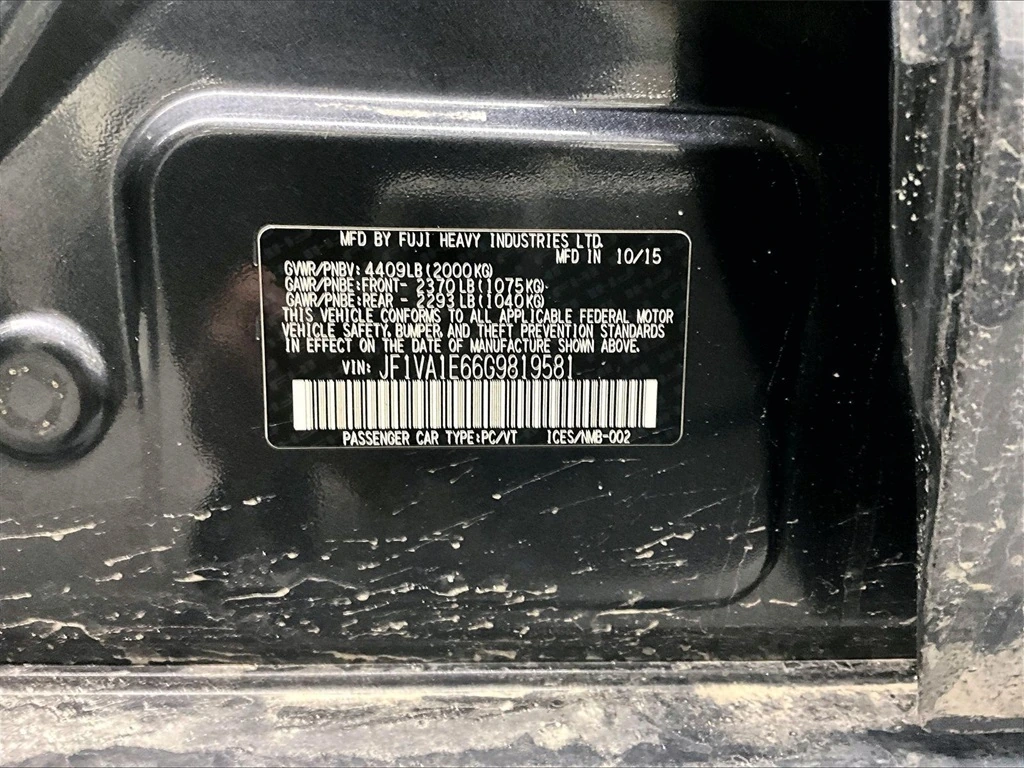 MFD BY FUJI HEAVY INDUSTRIES LTD.
MFD IN 10/15
GVWR/PNBV: 4409LB(2000KG)
GAWR/PNBE:FRONT- 2370LB(1075KG)
GAWR/PNBE:REAR - 2293LB(1040KG)
THIS VEHICLE CONFORMS TO ALL APPLICABLE FEDERAL MOTOR
VEHICLE SAFETY, BUMPER, AND THEFT PREVENTION STANDARDS
IN EFFECT ON THE DATE OF MANUFACTURE SHOWN ABOVE.
VIN: JF1VA1E66G9819581
PASSENGER CAR TYPE:PC/VT ICES/NMB-002